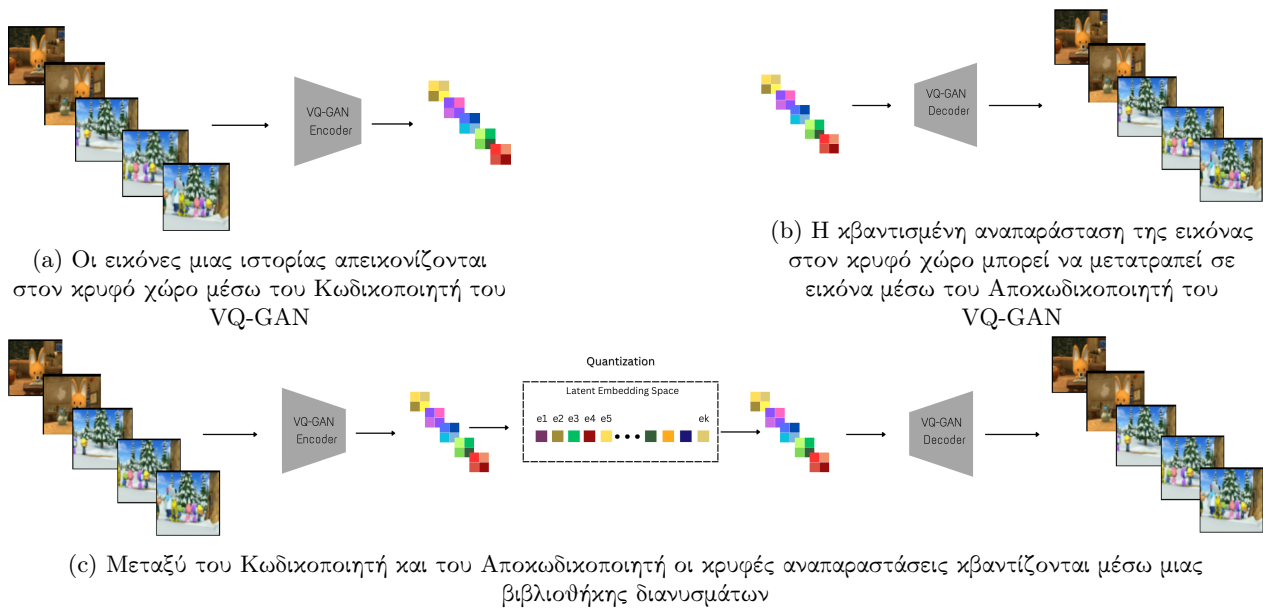 VQ-GAN
Encoder
(a) Οι εικόνες μιας ιστορίας απεικονίζονται
στον κρυφό χώρο μέσω του Κωδικοποιητή του
VQ-GAN
VQ-GAN
Decoder
(b) Η κβαντισμένη αναπαράσταση της εικόνας
στον κρυφό χώρο μπορεί να μετατραπεί σε
εικόνα μέσω του Αποκωδικοποιητή του
VQ-GAN
VQ-GAN
Encoder
Quantization
Latent Embedding Space
e1 e2 e3 e4 e5 ek
VQ-GAN
Decoder
(c) Μεταξύ του Κωδικοποιητή και του Αποκωδικοποιητή οι κρυφές αναπαραστάσεις κβαντίζονται μέσω μιας
βιβλιοθήκης διανυσμάτων